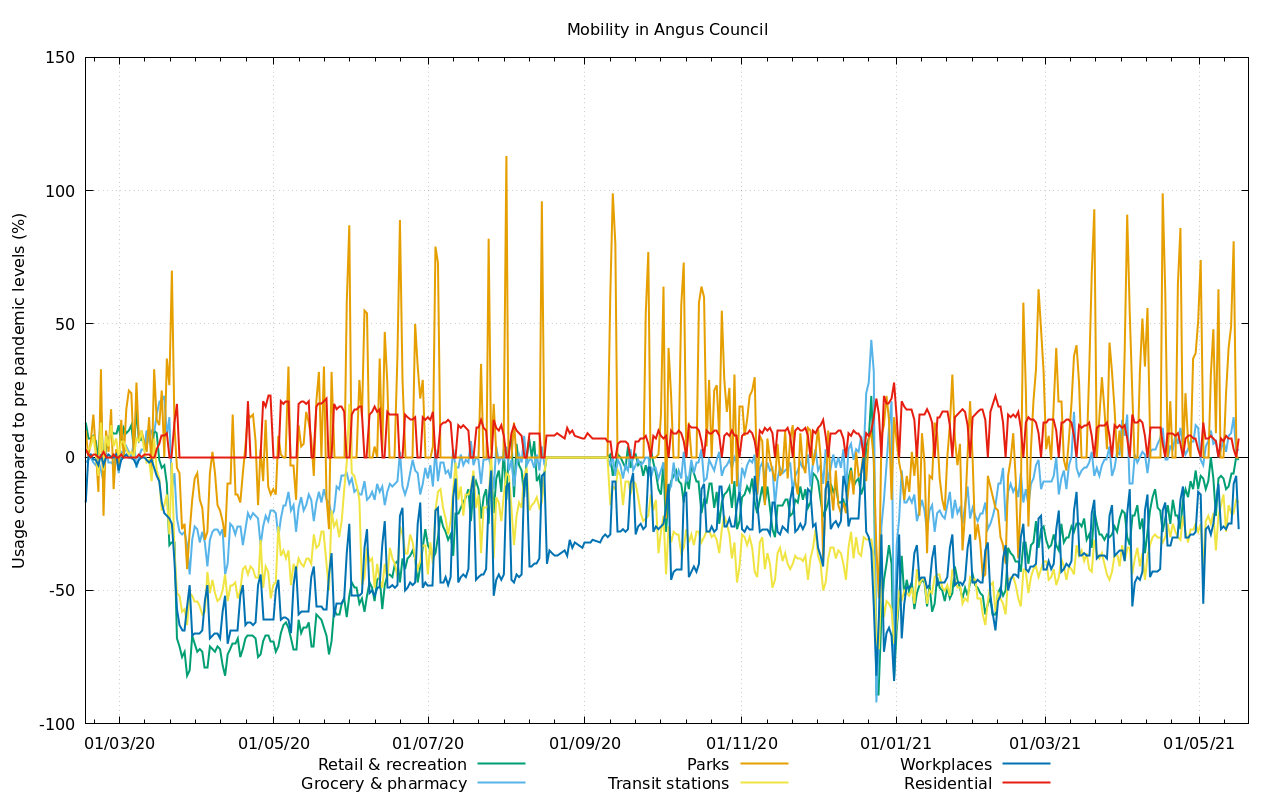 Mobility in Angus Council
Usage compared to pre pandemic levels (%)
150
100
50
0
-50
-100
01/03/20 01/05/20 01/07/20 01/09/20 01/11/20 01/01/21 01/03/21 01/05/21
Retail & recreation Parks Workplaces
Grocery & pharmacy Transit stations Residential